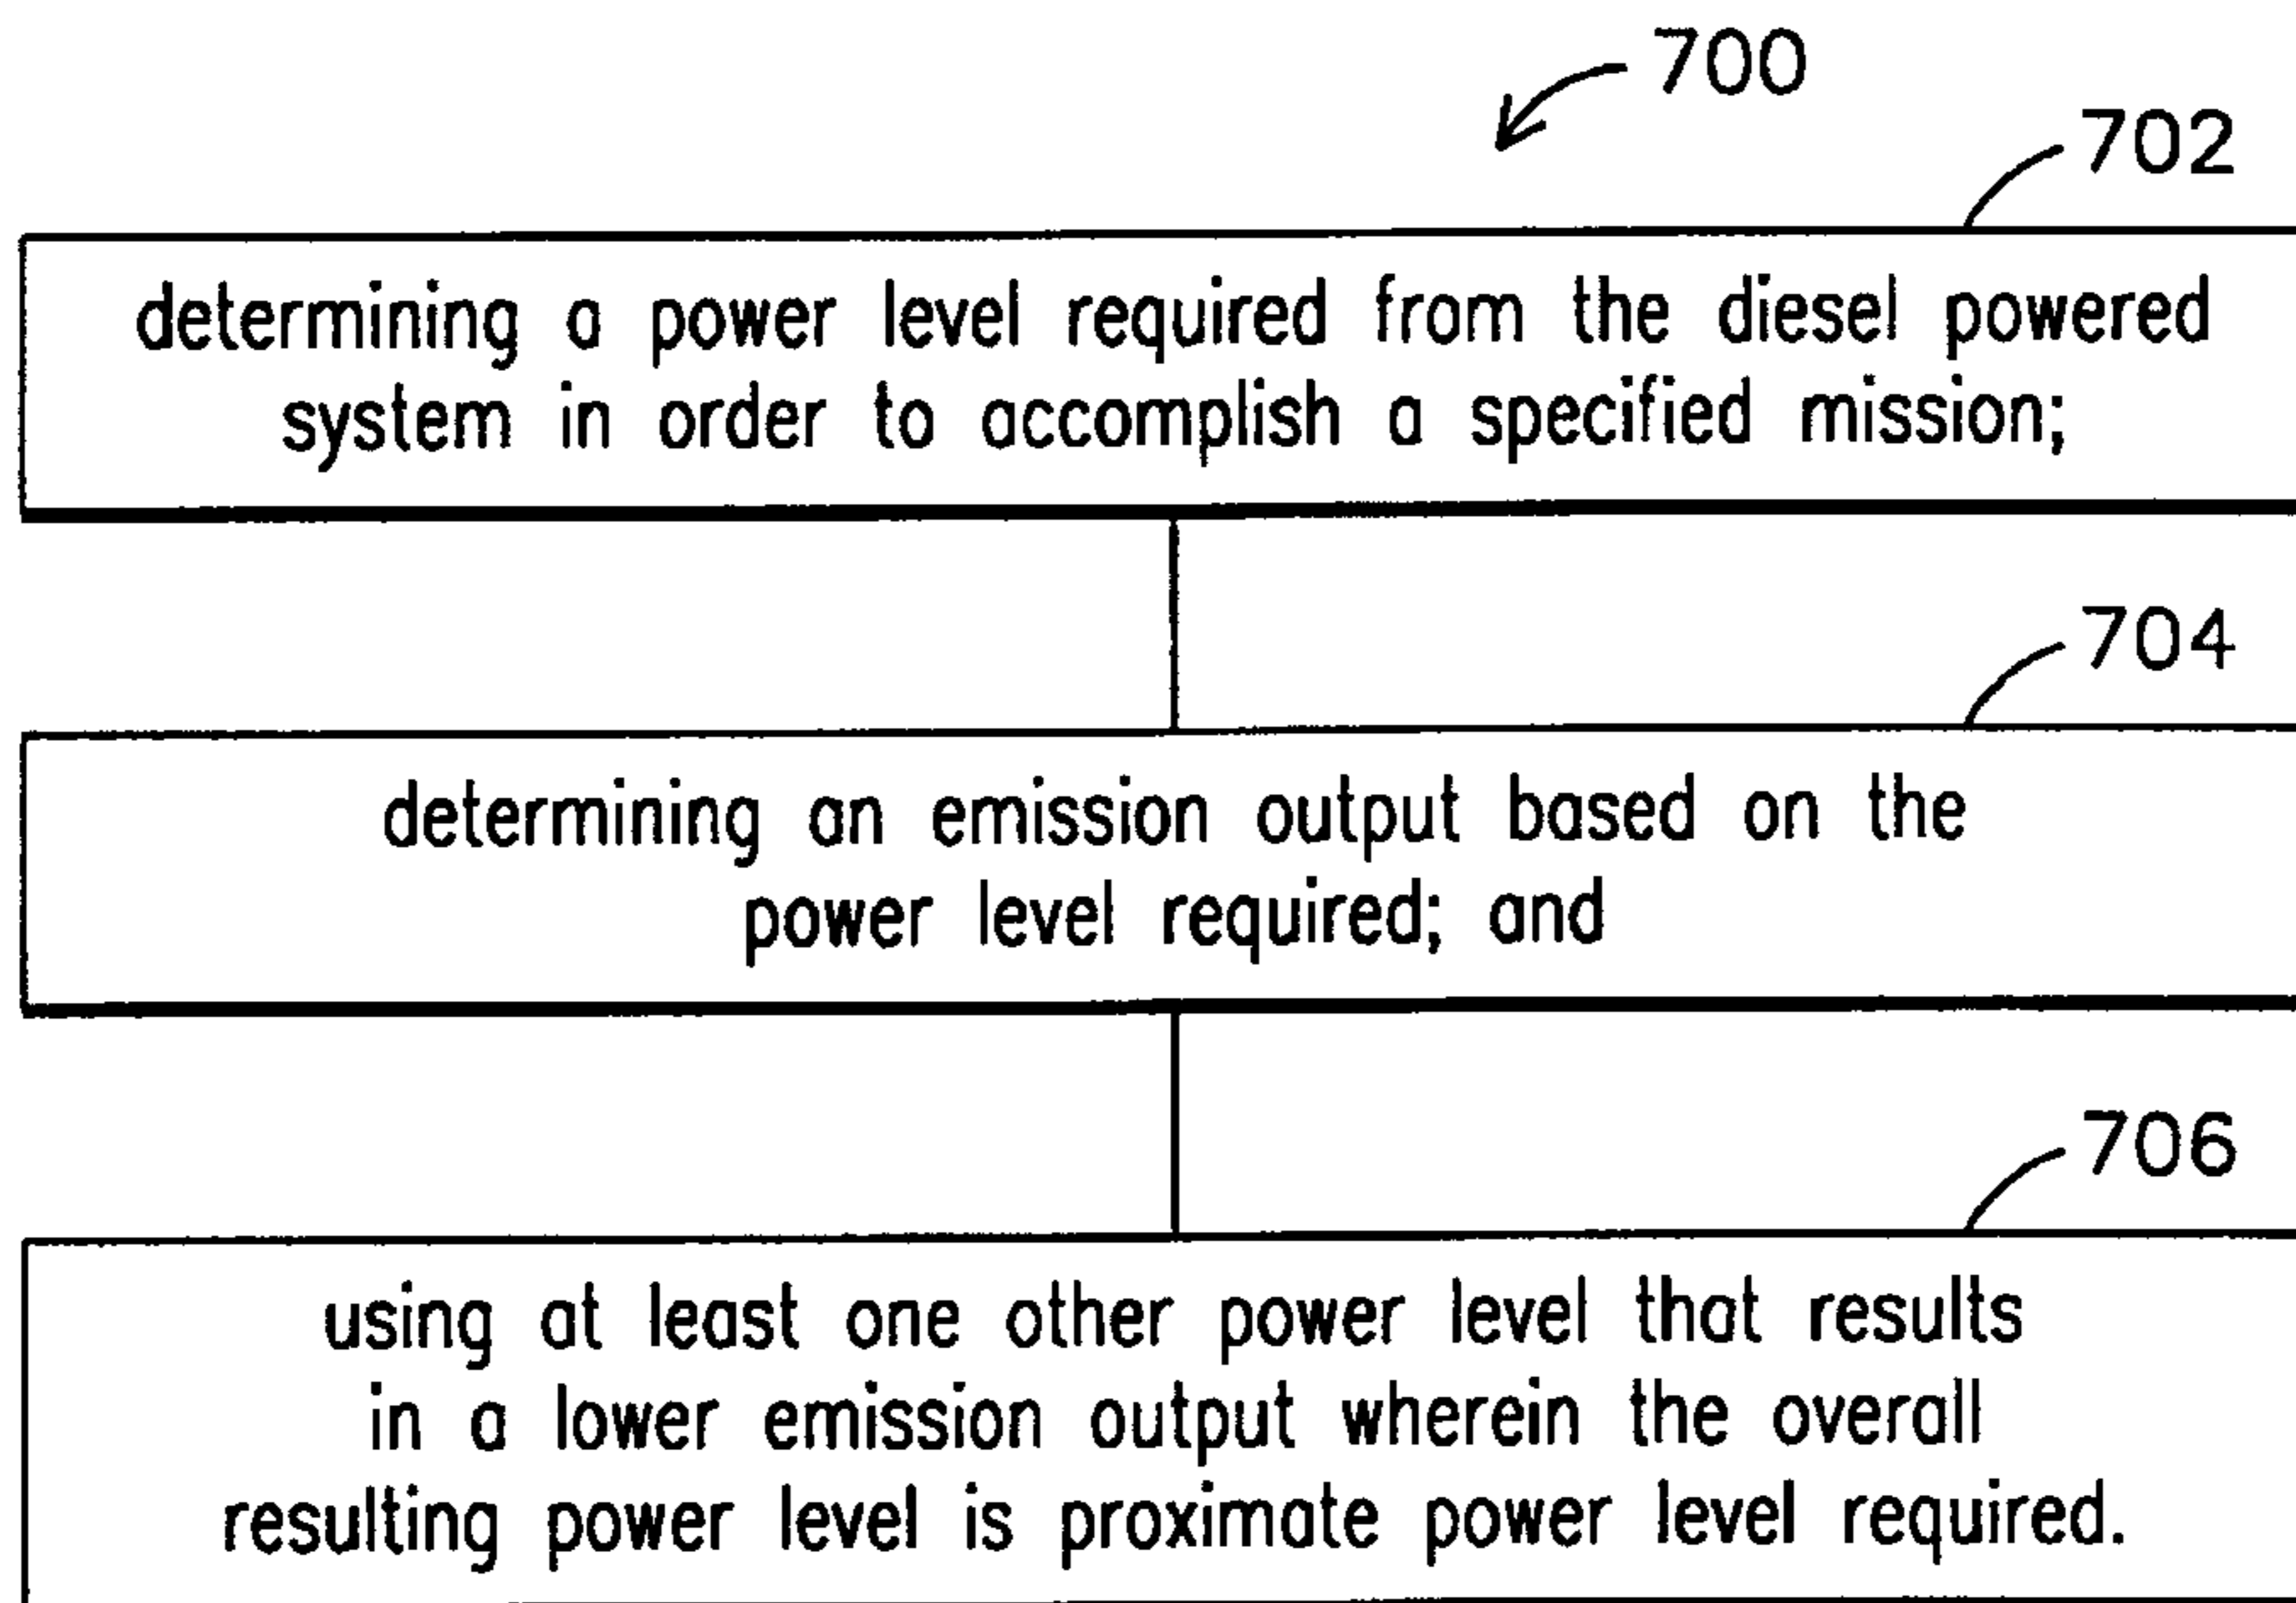 700
702
determining a power level required from the diesel powered
system in order to accomplish a specified mission;
704
determining an emission output based on the
power level required; and
706
using at least one other power level that results
in a lower emission output wherein the overall
resulting power level is proximate power level required.